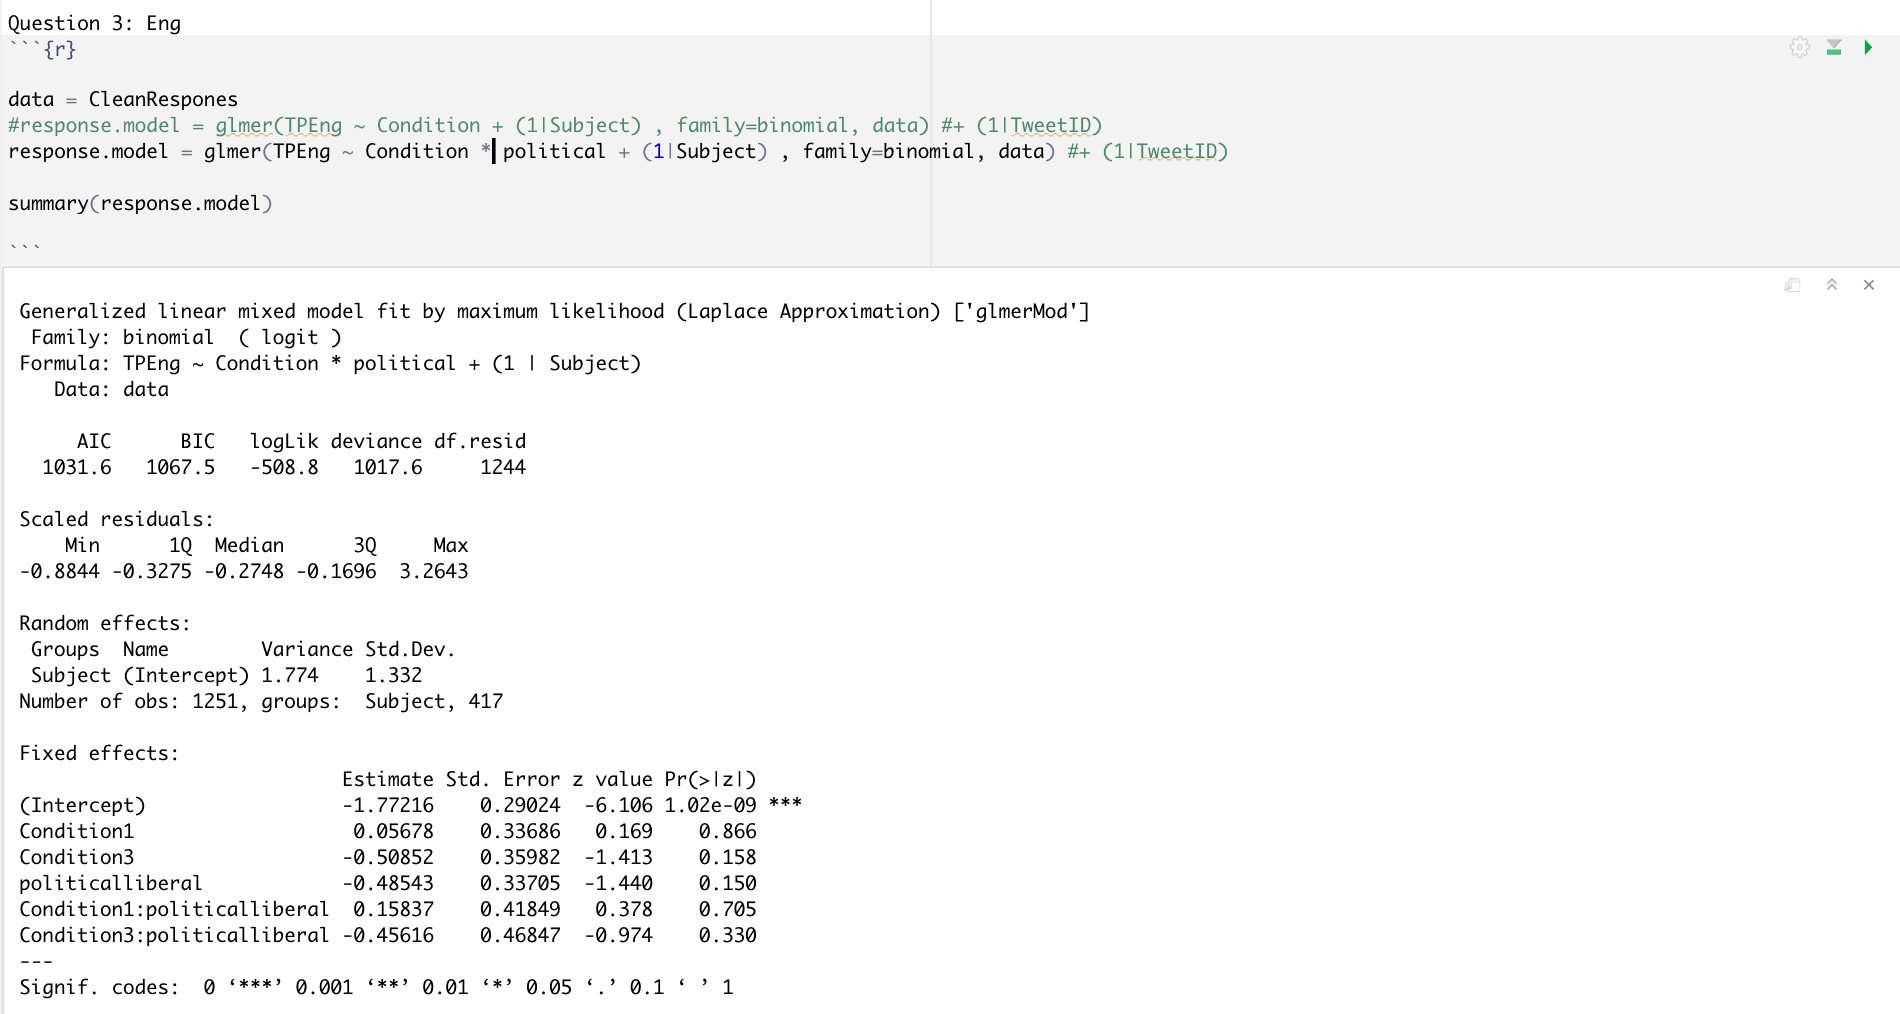 Question 3: Eng
```{r}
data = CleanRespones
#response.model = glmer(TPEng ~ Condition + (1|Subject) , family=binomial, data) #+ (1|TweetID)
response.model = glmer(TPEng ~ Condition * political + (1|Subject) , family=binomial, data) #+ (1|TweetID)
summary(response.model)
```
Generalized linear mixed model fit by maximum likelihood (Laplace Approximation) ['glmerMod']
 Family: binomial  ( logit )
Formula: TPEng ~ Condition * political + (1 | Subject)
   Data: data
     AIC      BIC   logLik deviance df.resid
  1031.6   1067.5   -508.8   1017.6     1244
Scaled residuals:
    Min      1Q  Median      3Q     Max
-0.8844 -0.3275 -0.2748 -0.1696  3.2643
Random effects:
 Groups  Name        Variance Std.Dev.
 Subject (Intercept) 1.774    1.332
Number of obs: 1251, groups:  Subject, 417
Fixed effects:
                            Estimate Std. Error z value Pr(>|z|)
(Intercept)                 -1.77216    0.29024  -6.106 1.02e-09 ***
Condition1                   0.05678    0.33686   0.169    0.866
Condition3                  -0.50852    0.35982  -1.413    0.158
politicalliberal            -0.48543    0.33705  -1.440    0.150
Condition1:politicalliberal  0.15837    0.41849   0.378    0.705
Condition3:politicalliberal -0.45616    0.46847  -0.974    0.330
---
Signif. codes:  0 ‘***’ 0.001 ‘**’ 0.01 ‘*’ 0.05 ‘.’ 0.1 ‘ ’ 1